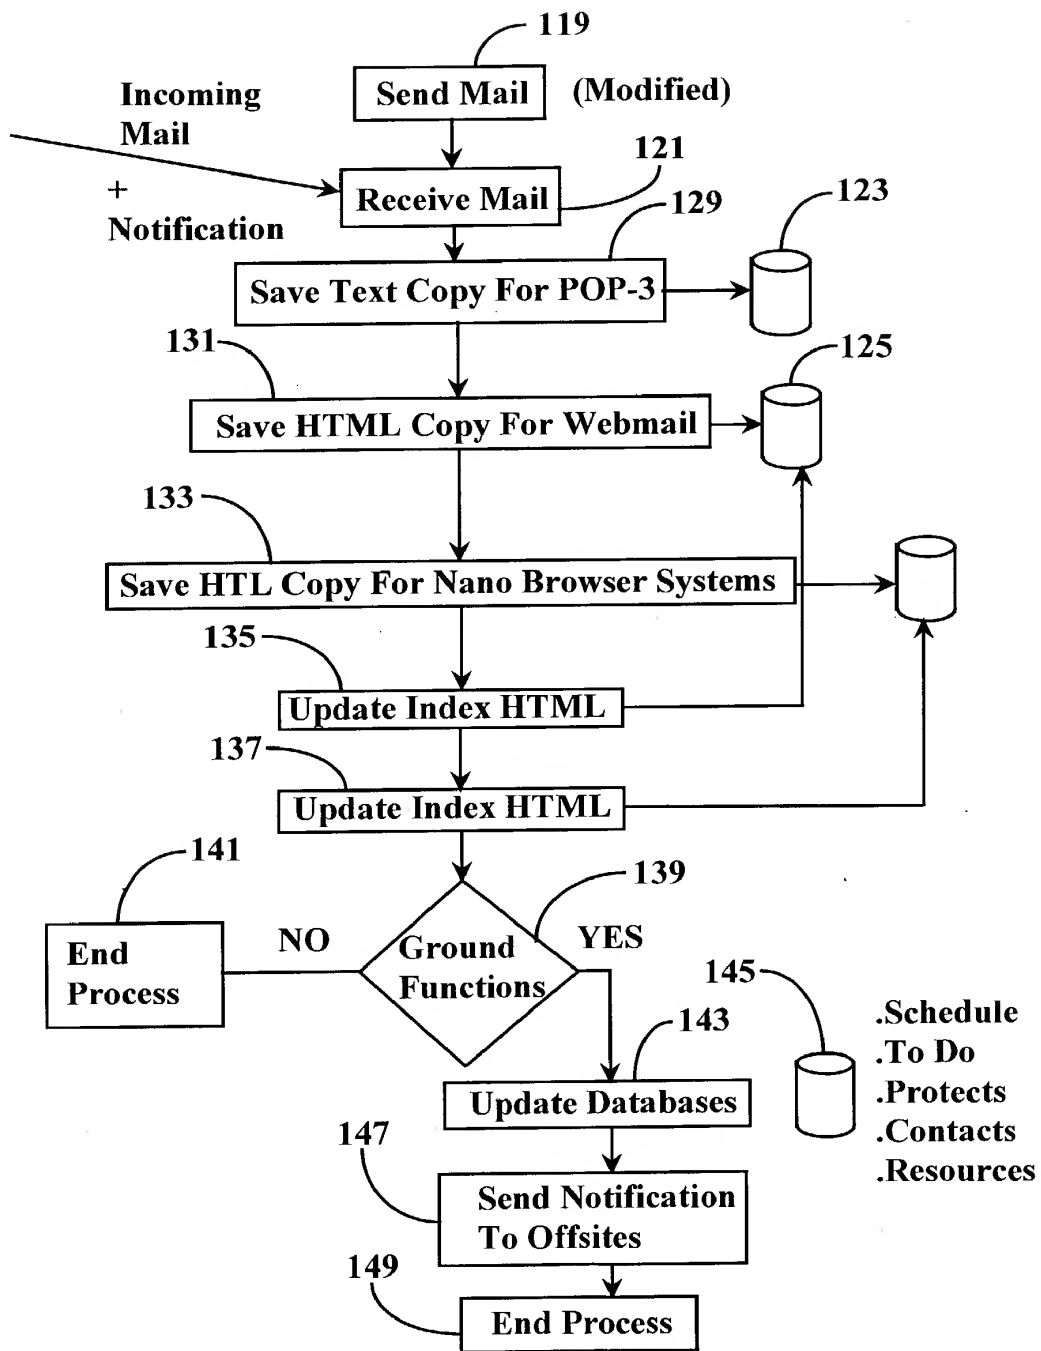 119
Send Mail
(Modified)
Incoming
Mail
121
Receive Mail
+
Notification
129
123
Save Text Copy For POP-3
131
125
Save HTML Copy For Webmail
133
Save HTL Copy For Nano Browser Systems
135
Update Index HTML
137
Update Index HTML
141
139
NO
YES
End
Process
Ground
Functions
145
143
.Schedule
.To Do
.Protects
.Contacts
.Resources
Update Databases
147
Send Notification
To Offsites
149
End Process